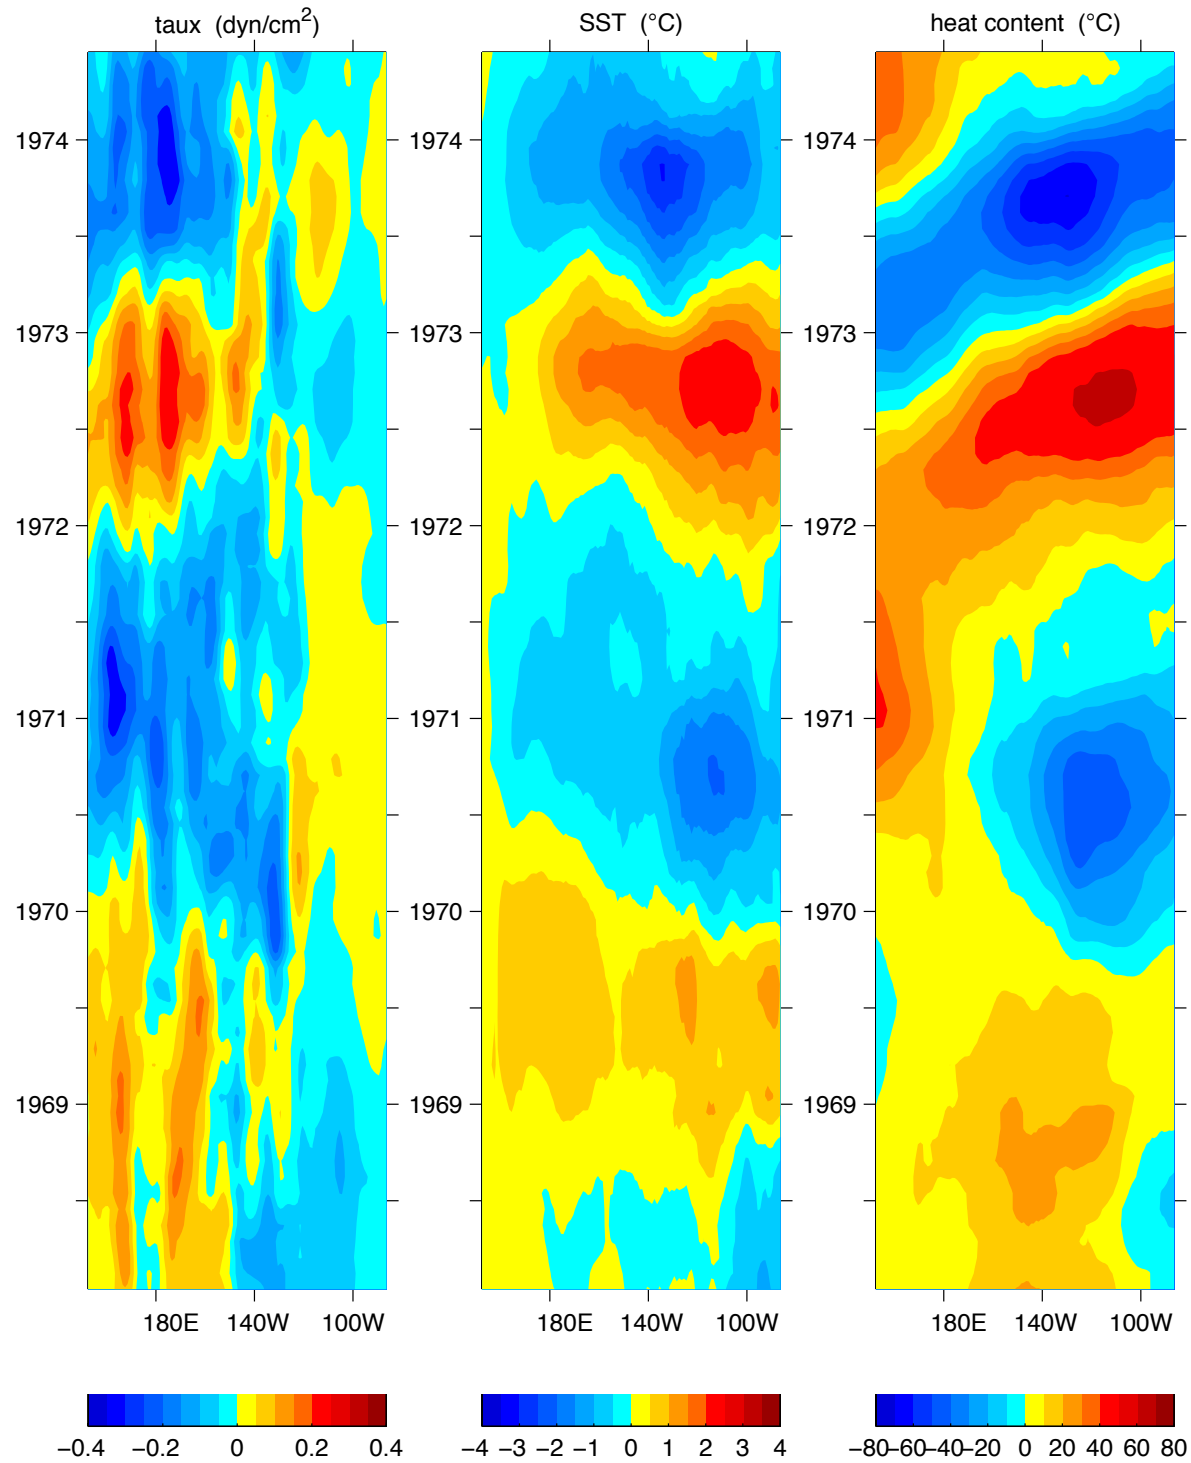 taux (dyn/cm²) SST (°C) heat content (°C)
1974 1974 1974
1973 1973 1973
1972 1972 1972
1971 1971 1971
1970 1970 1970
1969 1969 1969
180E 140W 100W 180E 140W 100W 180E 140W 100W
−0.4 −0.2 0 0.2 0.4 −4 −3 −2 −1 0 1 2 3 4 −80 −60 −40 −20 0 20 40 60 80